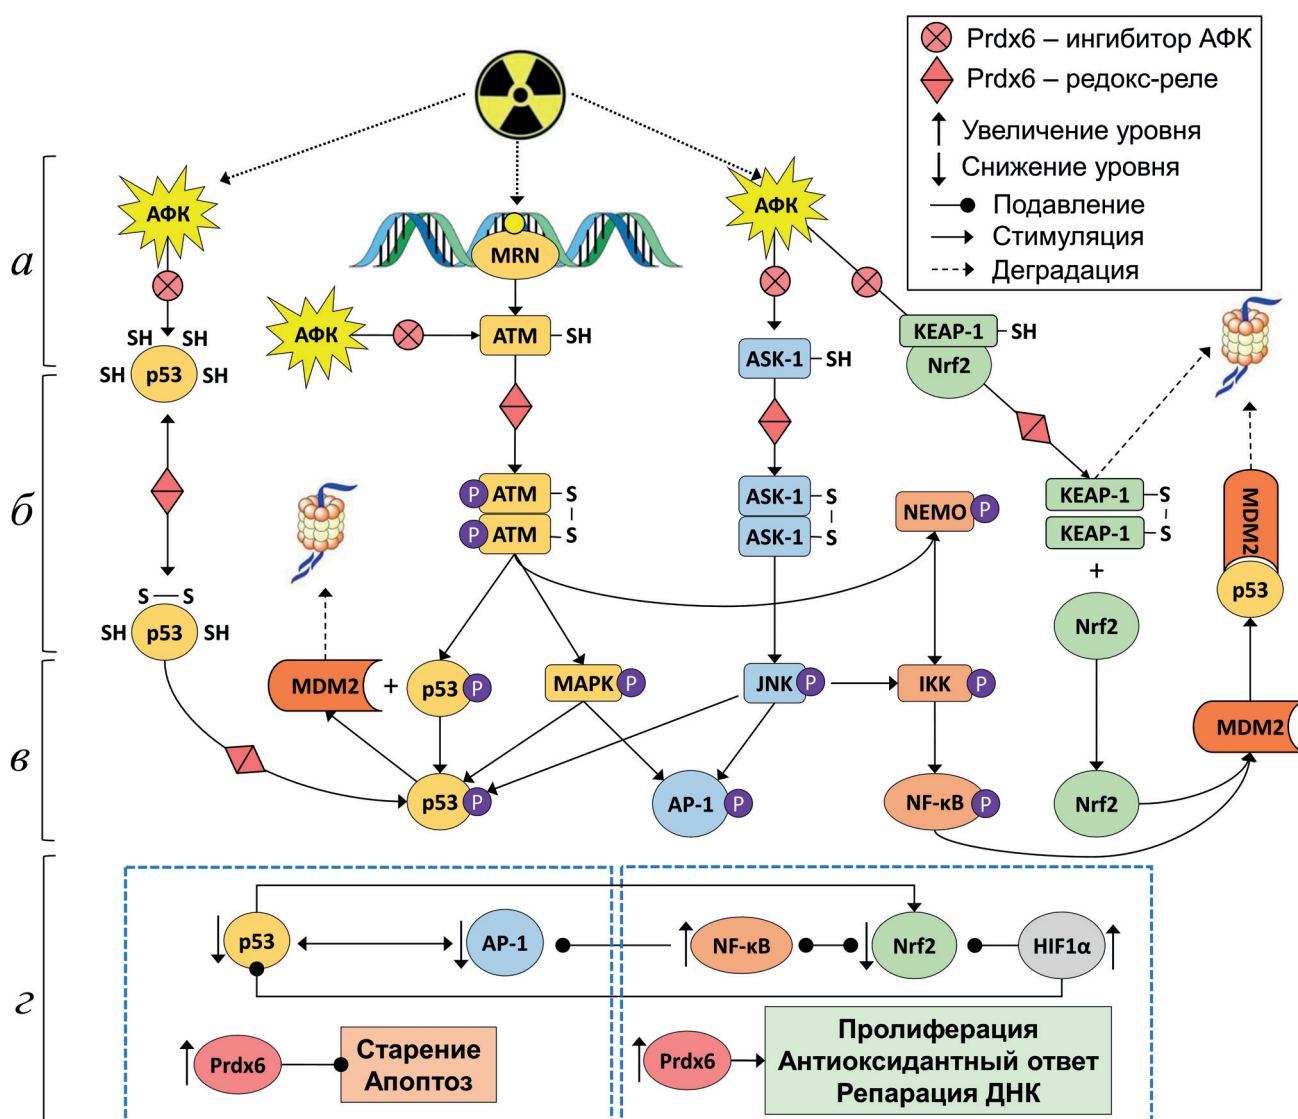 Prdx6 – ингибитор АФК
Prdx6 – редокс-реле
Увеличение уровня
Снижение уровня
Подавление
Стимуляция
Деградация
а
АФК
АФК
MRN
АФК
SH SH
SH p53 SH
ATM SH
ASK-1 SH
KEAP-1 SH
Nrf2
б
P ATM S
P ATM S
ASK-1 S
ASK-1 S
NEMO P
KEAP-1 S
KEAP-1 S
+
Nrf2
MDM2
p53
S S
SH p53 SH
в
MDM2 + p53 P
MAPK P
JNK P
IKK P
MDM2
p53 P
AP-1 P
NF-κB P
Nrf2
г
p53
AP-1
NF-κB
Nrf2
HIF1α
Prdx6
Старение
Апоптоз
Prdx6
Пролиферация
Антиоксидантный ответ
Репарация ДНК